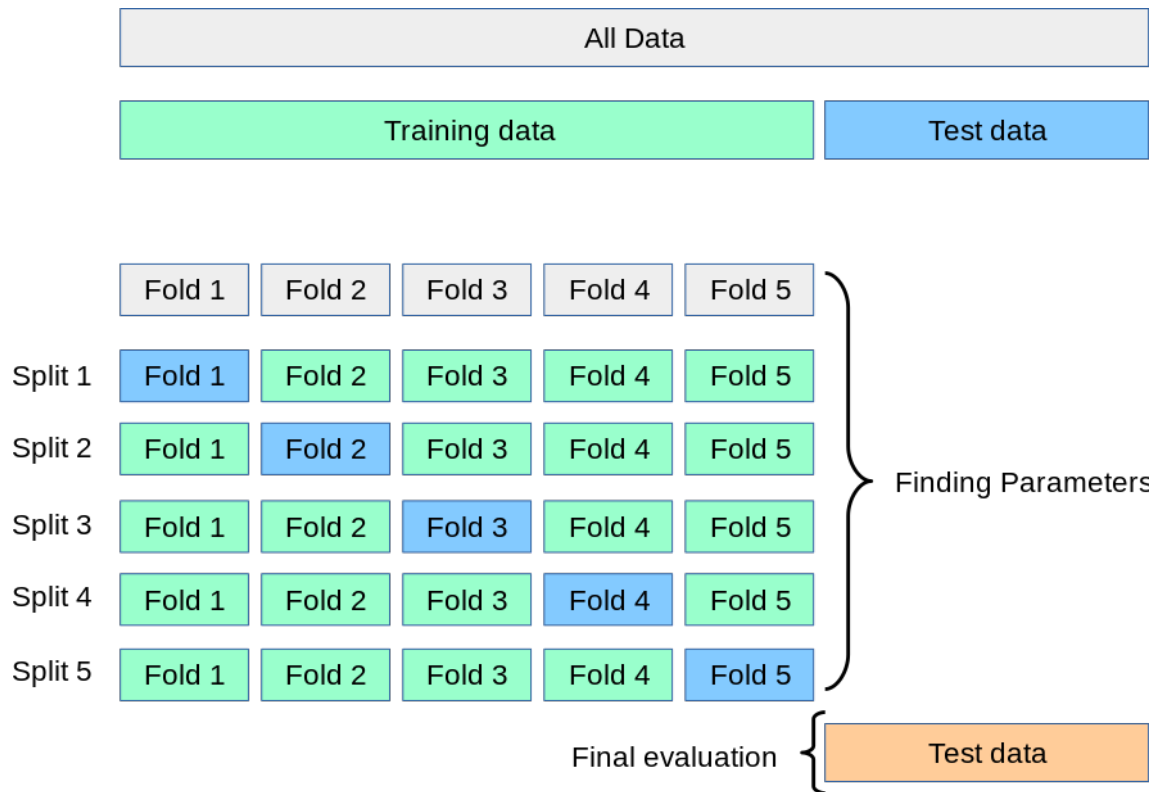 All Data
Training data Test data
Fold 1 Fold 2 Fold 3 Fold 4 Fold 5
Split 1 Fold 1 Fold 2 Fold 3 Fold 4 Fold 5
Split 2 Fold 1 Fold 2 Fold 3 Fold 4 Fold 5
Finding Parameters
Split 3 Fold 1 Fold 2 Fold 3 Fold 4 Fold 5
Split 4 Fold 1 Fold 2 Fold 3 Fold 4 Fold 5
Split 5 Fold 1 Fold 2 Fold 3 Fold 4 Fold 5
Final evaluation Test data